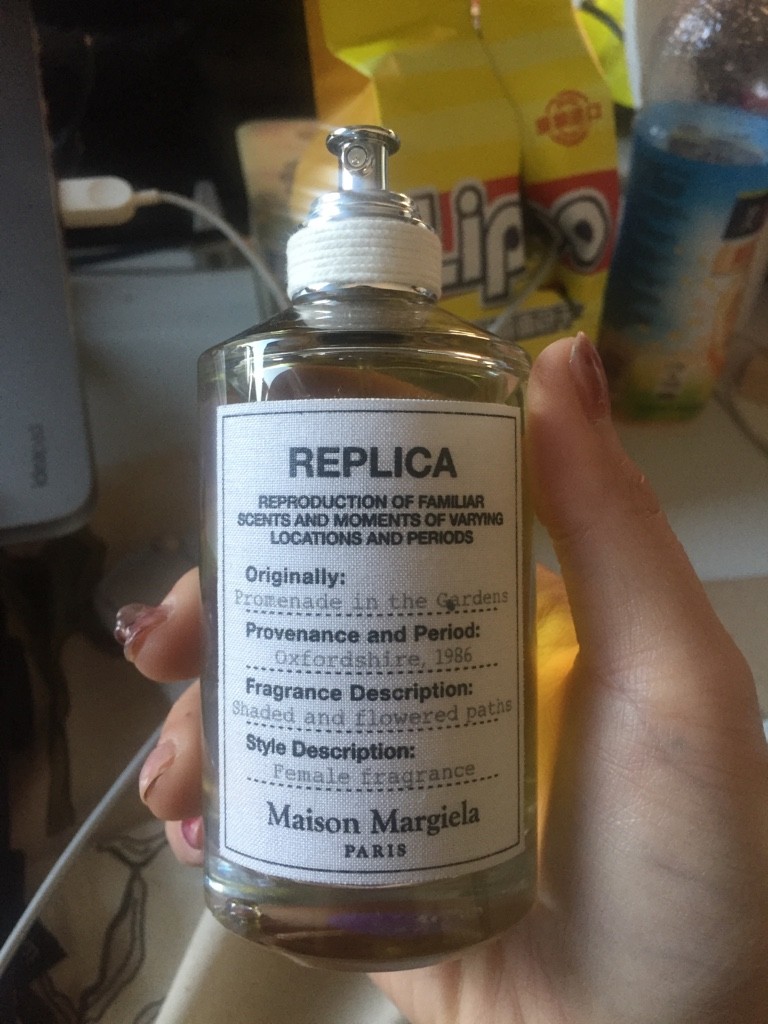 Lipo
REPLICA
REPRODUCTION OF FAMILIAR
SCENTS AND MOMENTS OF VARYING
LOCATIONS AND PERIODS
Originally:
Promenade in the Gardens
Provenance and Period:
Oxfordshire, 1986
Fragrance Description:
Shaded and flowered paths
Style Description:
Female fragrance
Maison Margiela
PARIS